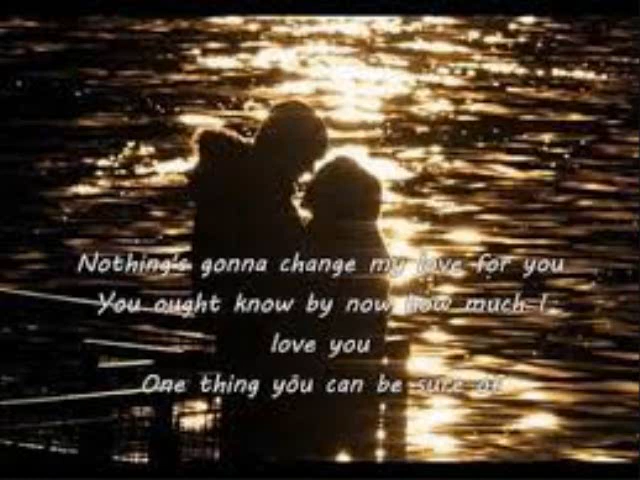 Nothing's gonna change my love for you
You ought know by now how much I
love you
One thing you can be sure of